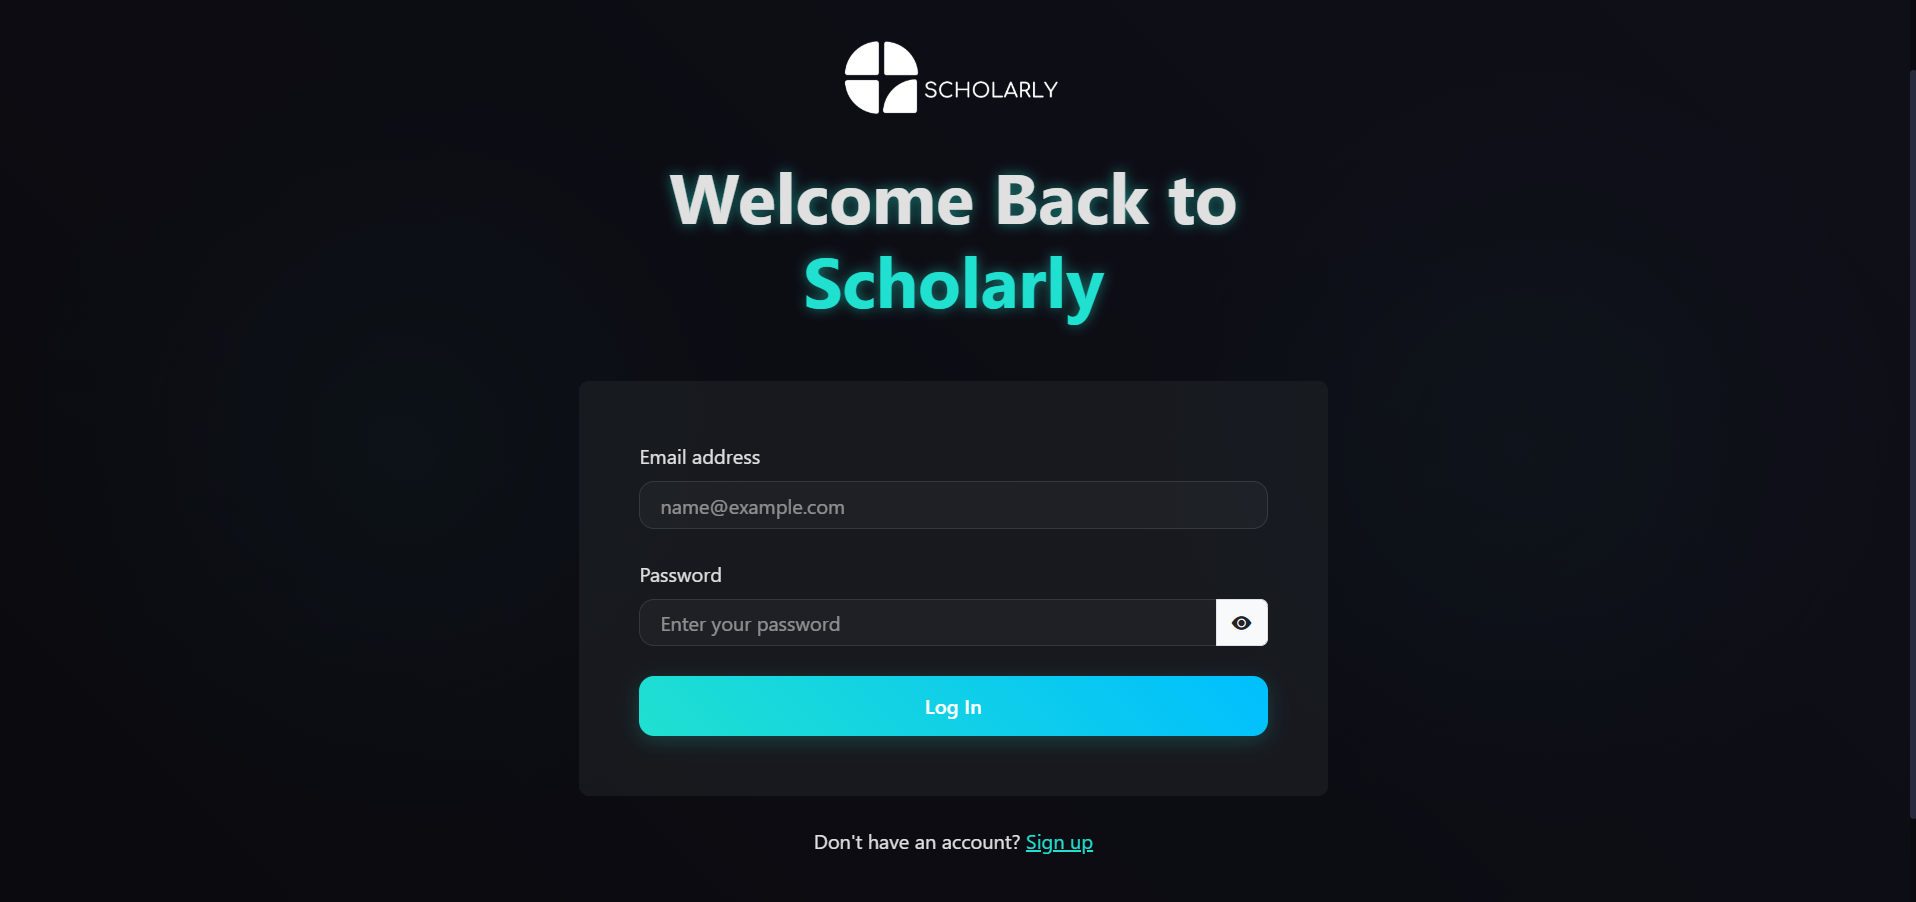 SCHOLARLY
Welcome Back to
Scholarly
Email address
name@example.com
Password
Enter your password
Log In
Don't have an account? Sign up